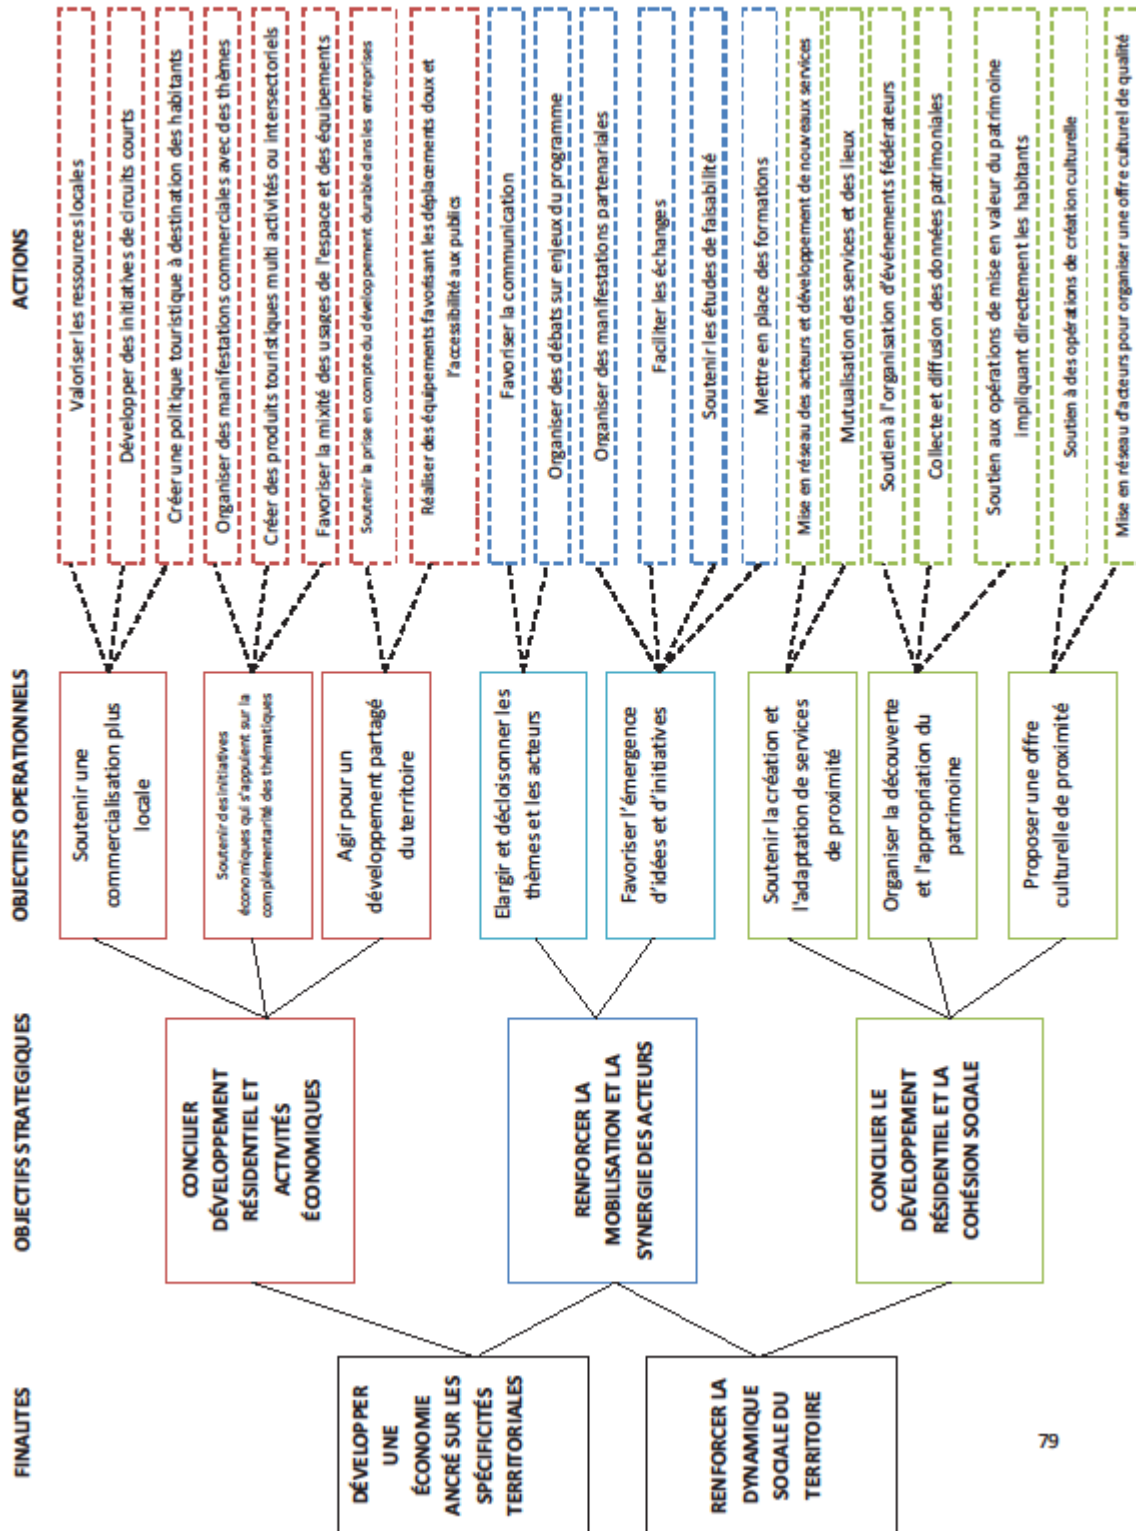 FINALITES
OBJECTIFS STRATEGIQUES
OBJECTIFS OPERATIONNELS
ACTIONS
DÉVELOPPER
UNE
ÉCONOMIE
ANCRÉ SUR LES
SPÉCIFICITÉS
TERRITORIALES
RENFORCER LA
DYNAMIQUE
SOCIALE DU
TERRITOIRE
CONCILIER
DÉVELOPPEMENT
RÉSIDENTIEL ET
ACTIVITÉS
ÉCONOMIQUES
RENFORCER LA
MOBILISATION ET LA
SYNERGIE DES ACTEURS
CONCILIER LE
DÉVELOPPEMENT
RÉSIDENTIEL ET LA
COHÉSION SOCIALE
Soutenir une
commercialisation plus
locale
Soutenir des initiatives
économiques qui s'appuient sur la
complémentarité des thématiques
Agir pour un
développement partagé
du territoire
Elargir et décloisonner les
thèmes et les acteurs
Favoriser l'émergence
d'idées et d'initiatives
Soutenir la création et
l'adaptation de services
de proximité
Organiser la découverte
et l'appropriation du
patrimoine
Proposer une offre
culturelle de proximité
Valoriser les ressources locales
Développer des initiatives de circuits courts
Créer une politique touristique à destination des habitants
Organiser des manifestations commerciales avec des thèmes
Créer des produits touristiques multi activités ou intersectoriels
Favoriser la mixité des usages de l'espace et des équipements
Soutenir la prise en compte du développement durable dans les entreprises
Réaliser des équipements favorisant les déplacements doux et
l'accessibilité aux publics
Favoriser la communication
Organiser des débats sur enjeux du programme
Organiser des manifestations partenariales
Faciliter les échanges
Soutenir les études de faisabilité
Mettre en place des formations
Mise en réseau des acteurs et développement de nouveaux services
Mutualisation des services et des lieux
Soutien à l'organisation d'événements fédérateurs
Collecte et diffusion des données patrimoniales
Soutien aux opérations de mise en valeur du patrimoine
impliquant directement les habitants
Soutien à des opérations de création culturelle
Mise en réseau d'acteurs pour organiser une offre culturel de qualité
79